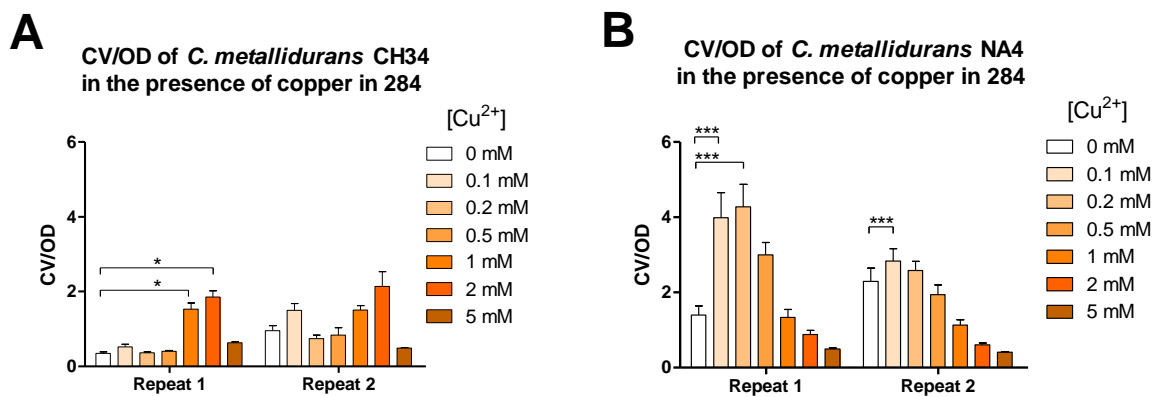 A
CV/OD of C. metallidurans CH34
in the presence of copper in 284
[Cu2+]
0 mM
0.1 mM
0.2 mM
0.5 mM
1 mM
2 mM
5 mM
CV/OD
6
4
2
0
*
*
Repeat 1
Repeat 2
B
CV/OD of C. metallidurans NA4
in the presence of copper in 284
[Cu2+]
0 mM
0.1 mM
0.2 mM
0.5 mM
1 mM
2 mM
5 mM
CV/OD
6
4
2
0
***
***
***
Repeat 1
Repeat 2